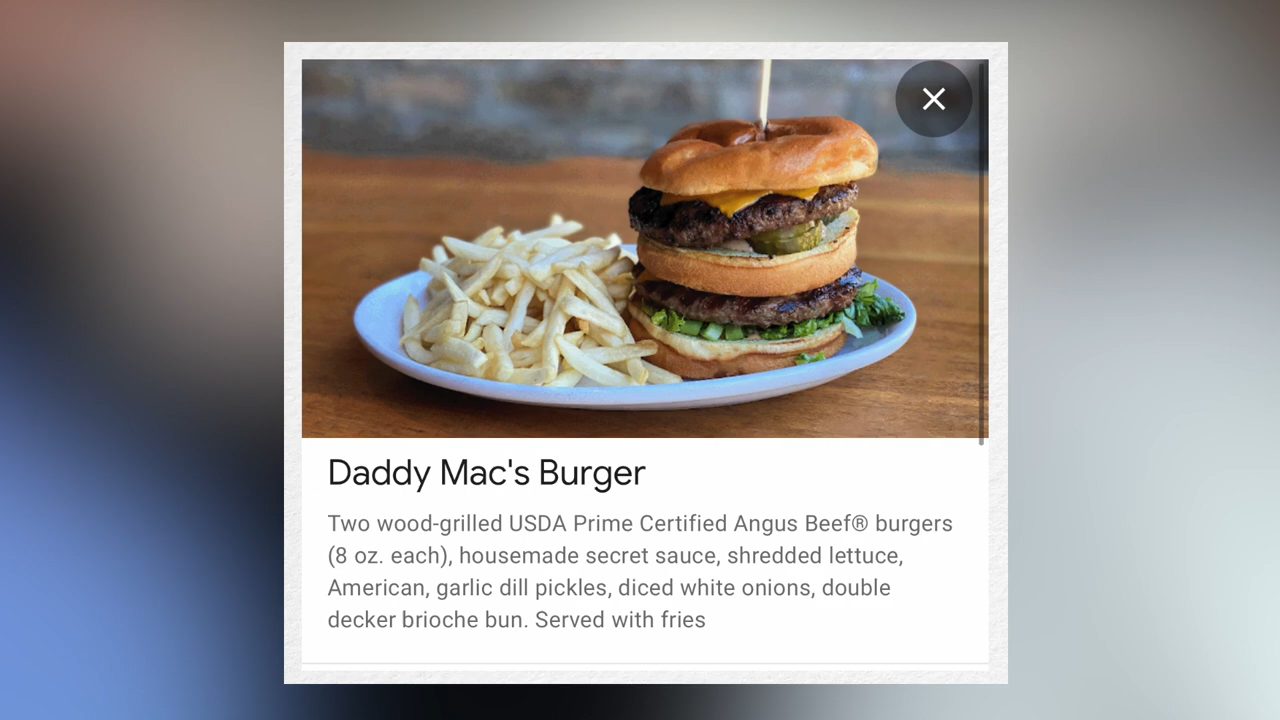 Daddy Mac's Burger
Two wood-grilled USDA Prime Certified Angus Beef® burgers
(8 oz. each), housemade secret sauce, shredded lettuce,
American, garlic dill pickles, diced white onions, double
decker brioche bun. Served with fries